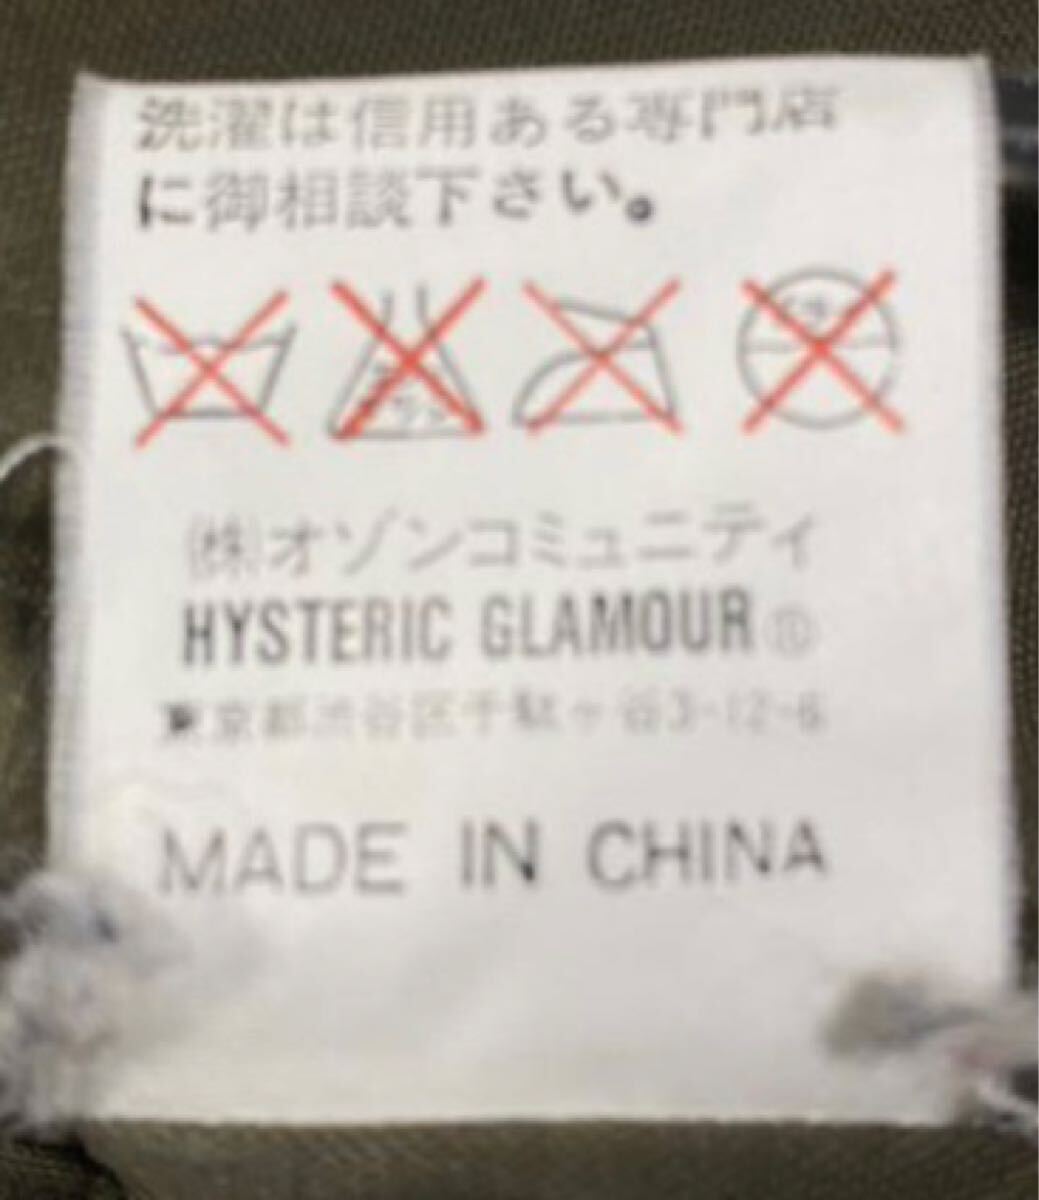 洗濯は信用ある専門店
に御相談下さい。
㈱オゾンコミュニティ
HYSTERIC GLAMOUR
東京都渋谷区千駄ヶ谷3-12-6
MADE IN CHINA